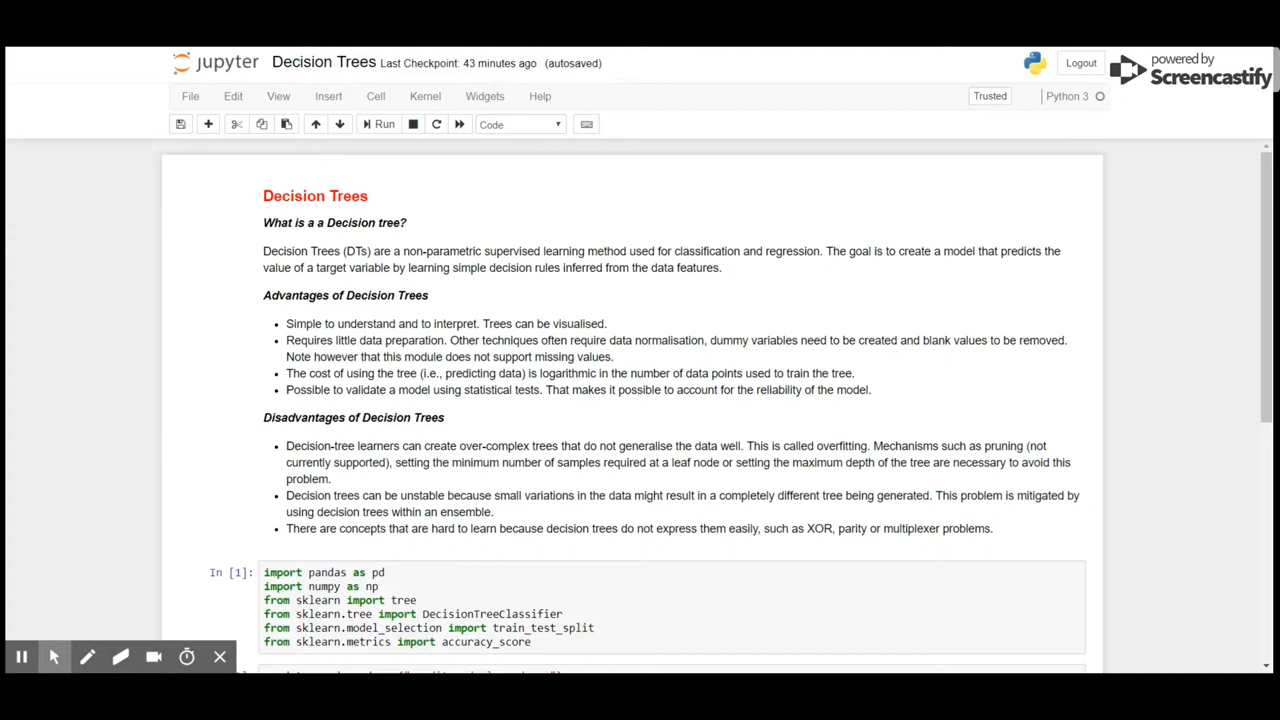 jupyter Decision Trees Last Checkpoint: 43 minutes ago (autosaved)
Logout
powered by
Screencastify
File Edit View Insert Cell Kernel Widgets Help
Trusted
Python 3
Run
Code
Decision Trees
What is a a Decision tree?
Decision Trees (DTs) are a non-parametric supervised learning method used for classification and regression. The goal is to create a model that predicts the
value of a target variable by learning simple decision rules inferred from the data features.
Advantages of Decision Trees
• Simple to understand and to interpret. Trees can be visualised.
• Requires little data preparation. Other techniques often require data normalisation, dummy variables need to be created and blank values to be removed.
Note however that this module does not support missing values.
• The cost of using the tree (i.e., predicting data) is logarithmic in the number of data points used to train the tree.
• Possible to validate a model using statistical tests. That makes it possible to account for the reliability of the model.
Disadvantages of Decision Trees
• Decision-tree learners can create over-complex trees that do not generalise the data well. This is called overfitting. Mechanisms such as pruning (not
currently supported), setting the minimum number of samples required at a leaf node or setting the maximum depth of the tree are necessary to avoid this
problem.
• Decision trees can be unstable because small variations in the data might result in a completely different tree being generated. This problem is mitigated by
using decision trees within an ensemble.
• There are concepts that are hard to learn because decision trees do not express them easily, such as XOR, parity or multiplexer problems.
In [1]:
import pandas as pd
import numpy as np
from sklearn import tree
from sklearn.tree import DecisionTreeClassifier
from sklearn.model_selection import train_test_split
from sklearn.metrics import accuracy_score